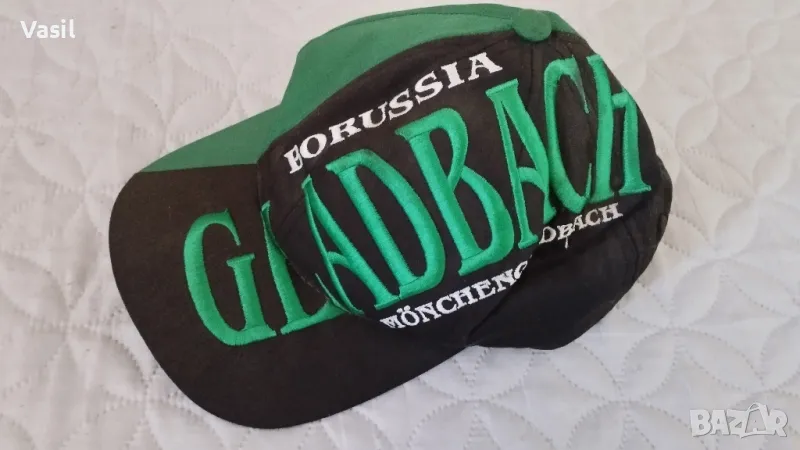 Vasil
BORUSSIA
GLADBACH
MÖNCHENG DBACH
BAZAR